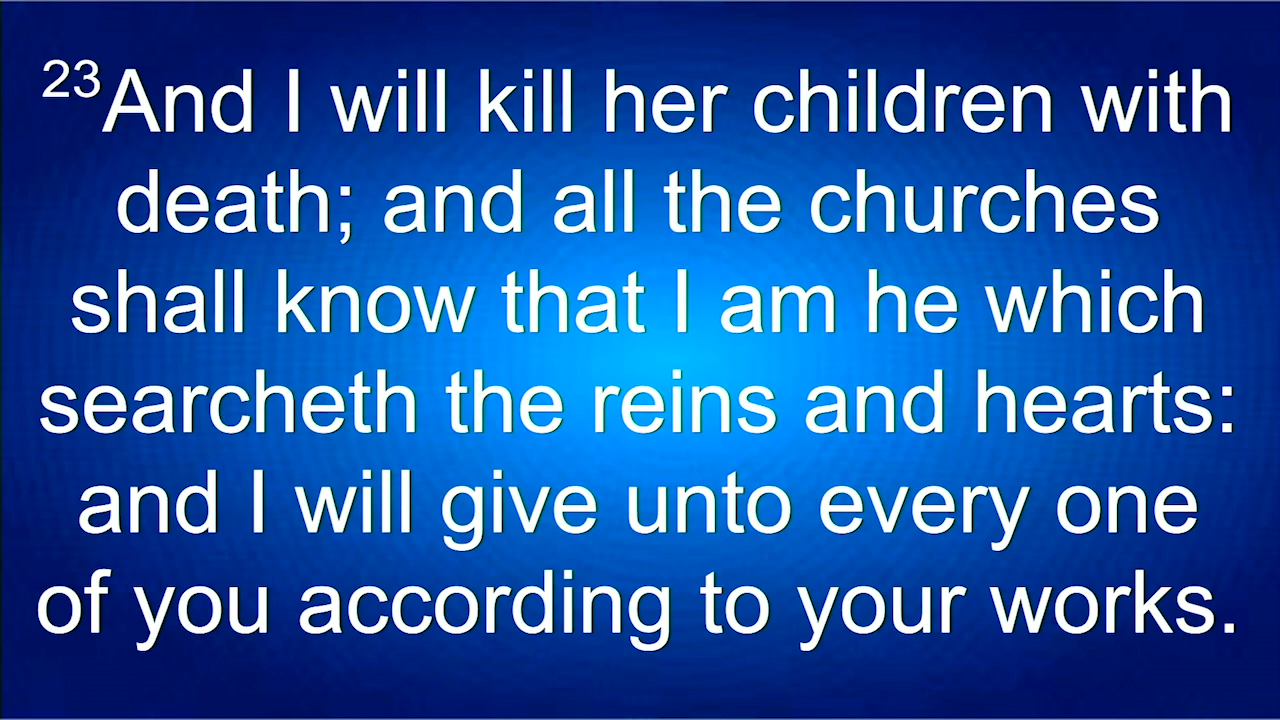 23And I will kill her children with
death; and all the churches
shall know that I am he which
searcheth the reins and hearts:
and I will give unto every one
of you according to your works.